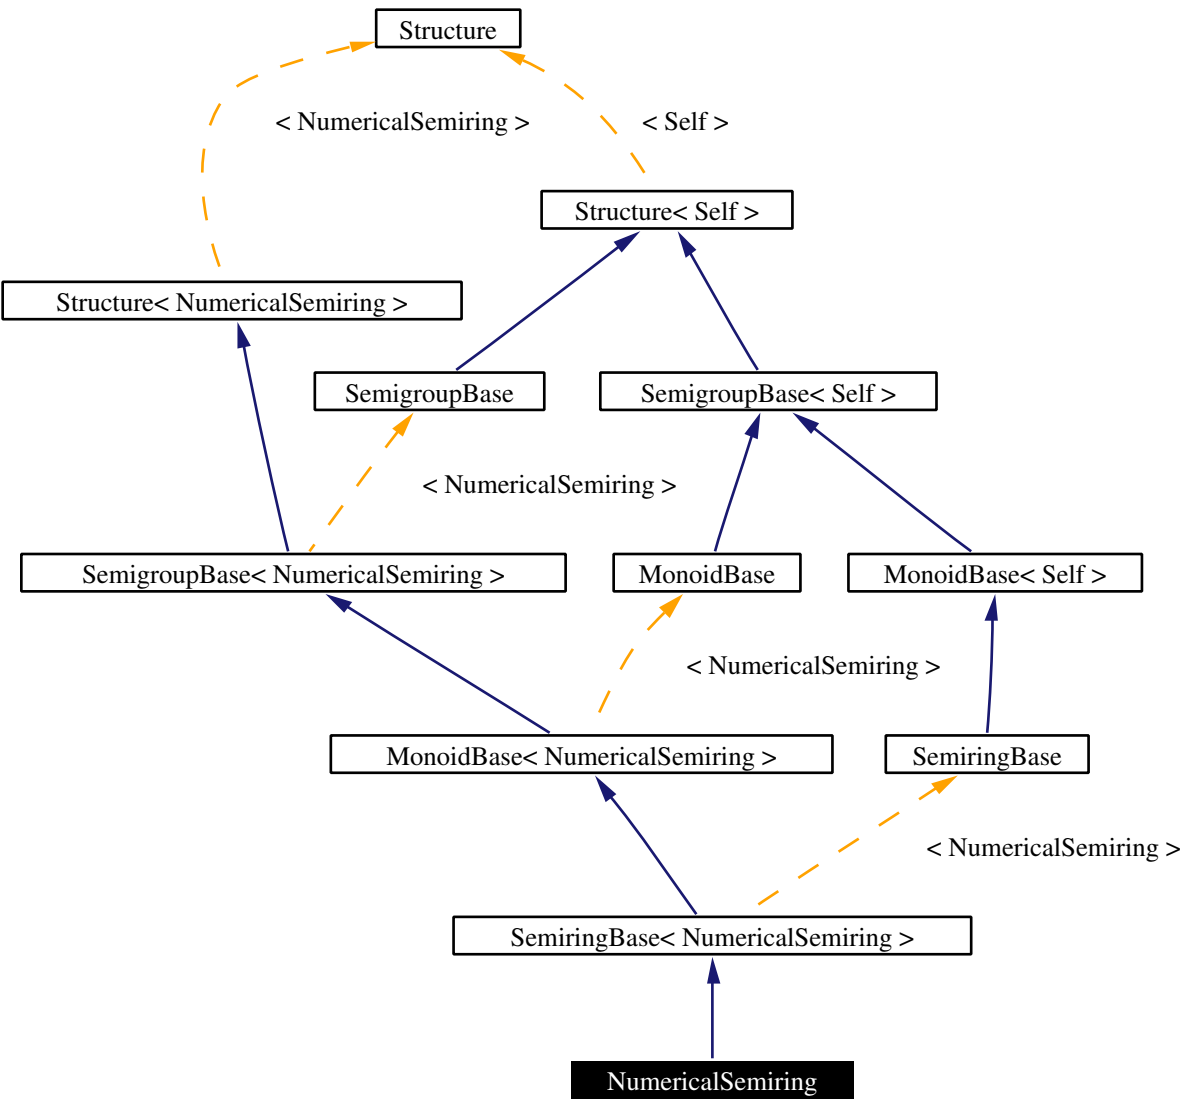 Structure
< NumericalSemiring >
< Self >
Structure< Self >
Structure< NumericalSemiring >
SemigroupBase
SemigroupBase< Self >
< NumericalSemiring >
SemigroupBase< NumericalSemiring >
MonoidBase
MonoidBase< Self >
< NumericalSemiring >
MonoidBase< NumericalSemiring >
SemiringBase
< NumericalSemiring >
SemiringBase< NumericalSemiring >
NumericalSemiring